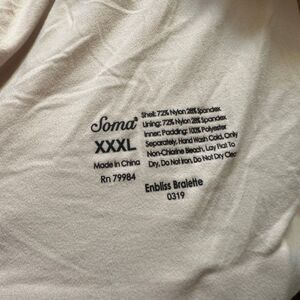 Soma®
XXXL
Made in China
Rn 79984
Shell: 72% Nylon 28% Spandex
Lining: 72% Nylon 28% Spandex
Inner Padding: 100% Polyester
Separately, Hand Wash Cold, Only
Non-Chlorine Bleach, Lay Flat To
Dry, Do Not Iron, Do Not Dry Clean
Enbliss Bralette
0319